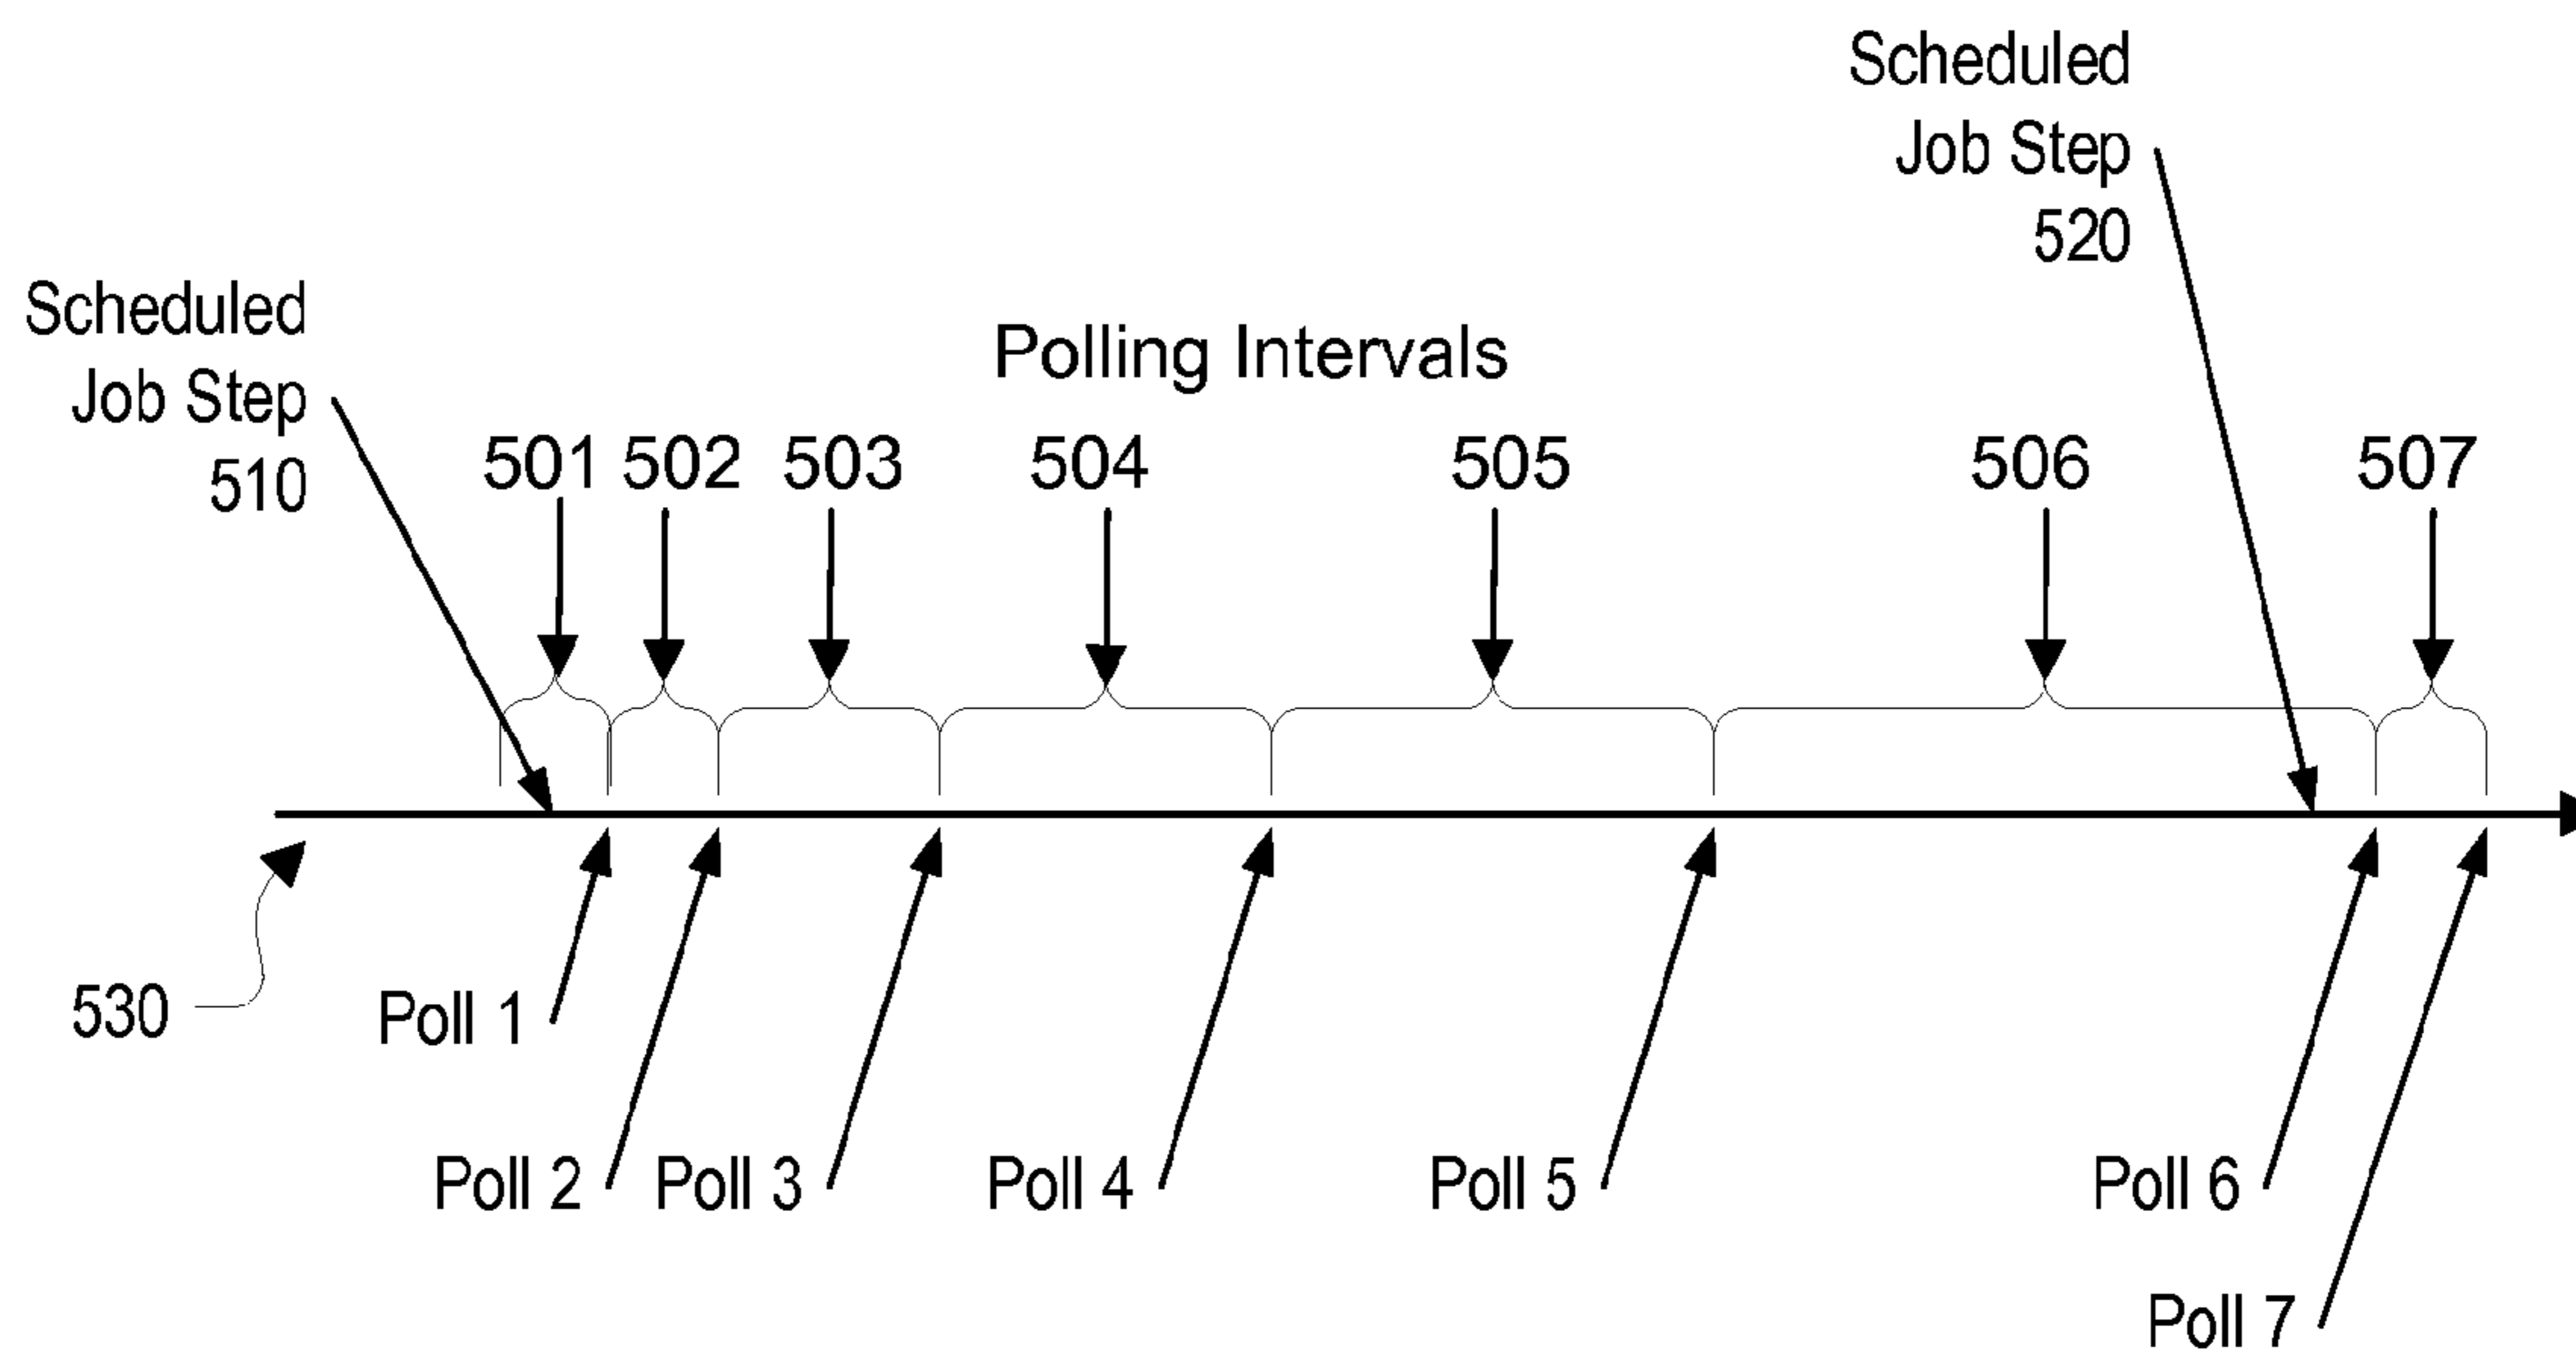 Scheduled
Job Step
520
Scheduled
Job Step
510
Polling Intervals
501 502 503 504 505 506 507
530
Poll 1
Poll 2 Poll 3 Poll 4 Poll 5 Poll 6
Poll 7